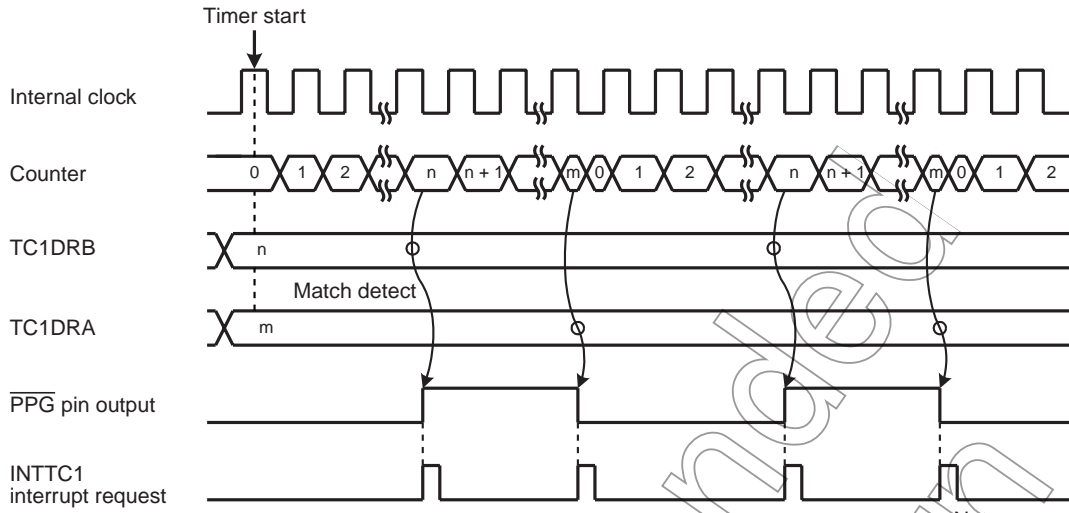 Timer start
Internal clock
Counter
0 1 2 n n + 1 m 0 1 2 n n + 1 m 0 1 2
TC1DRB
n
Match detect
TC1DRA
m
PPG pin output
INTTC1
interrupt request